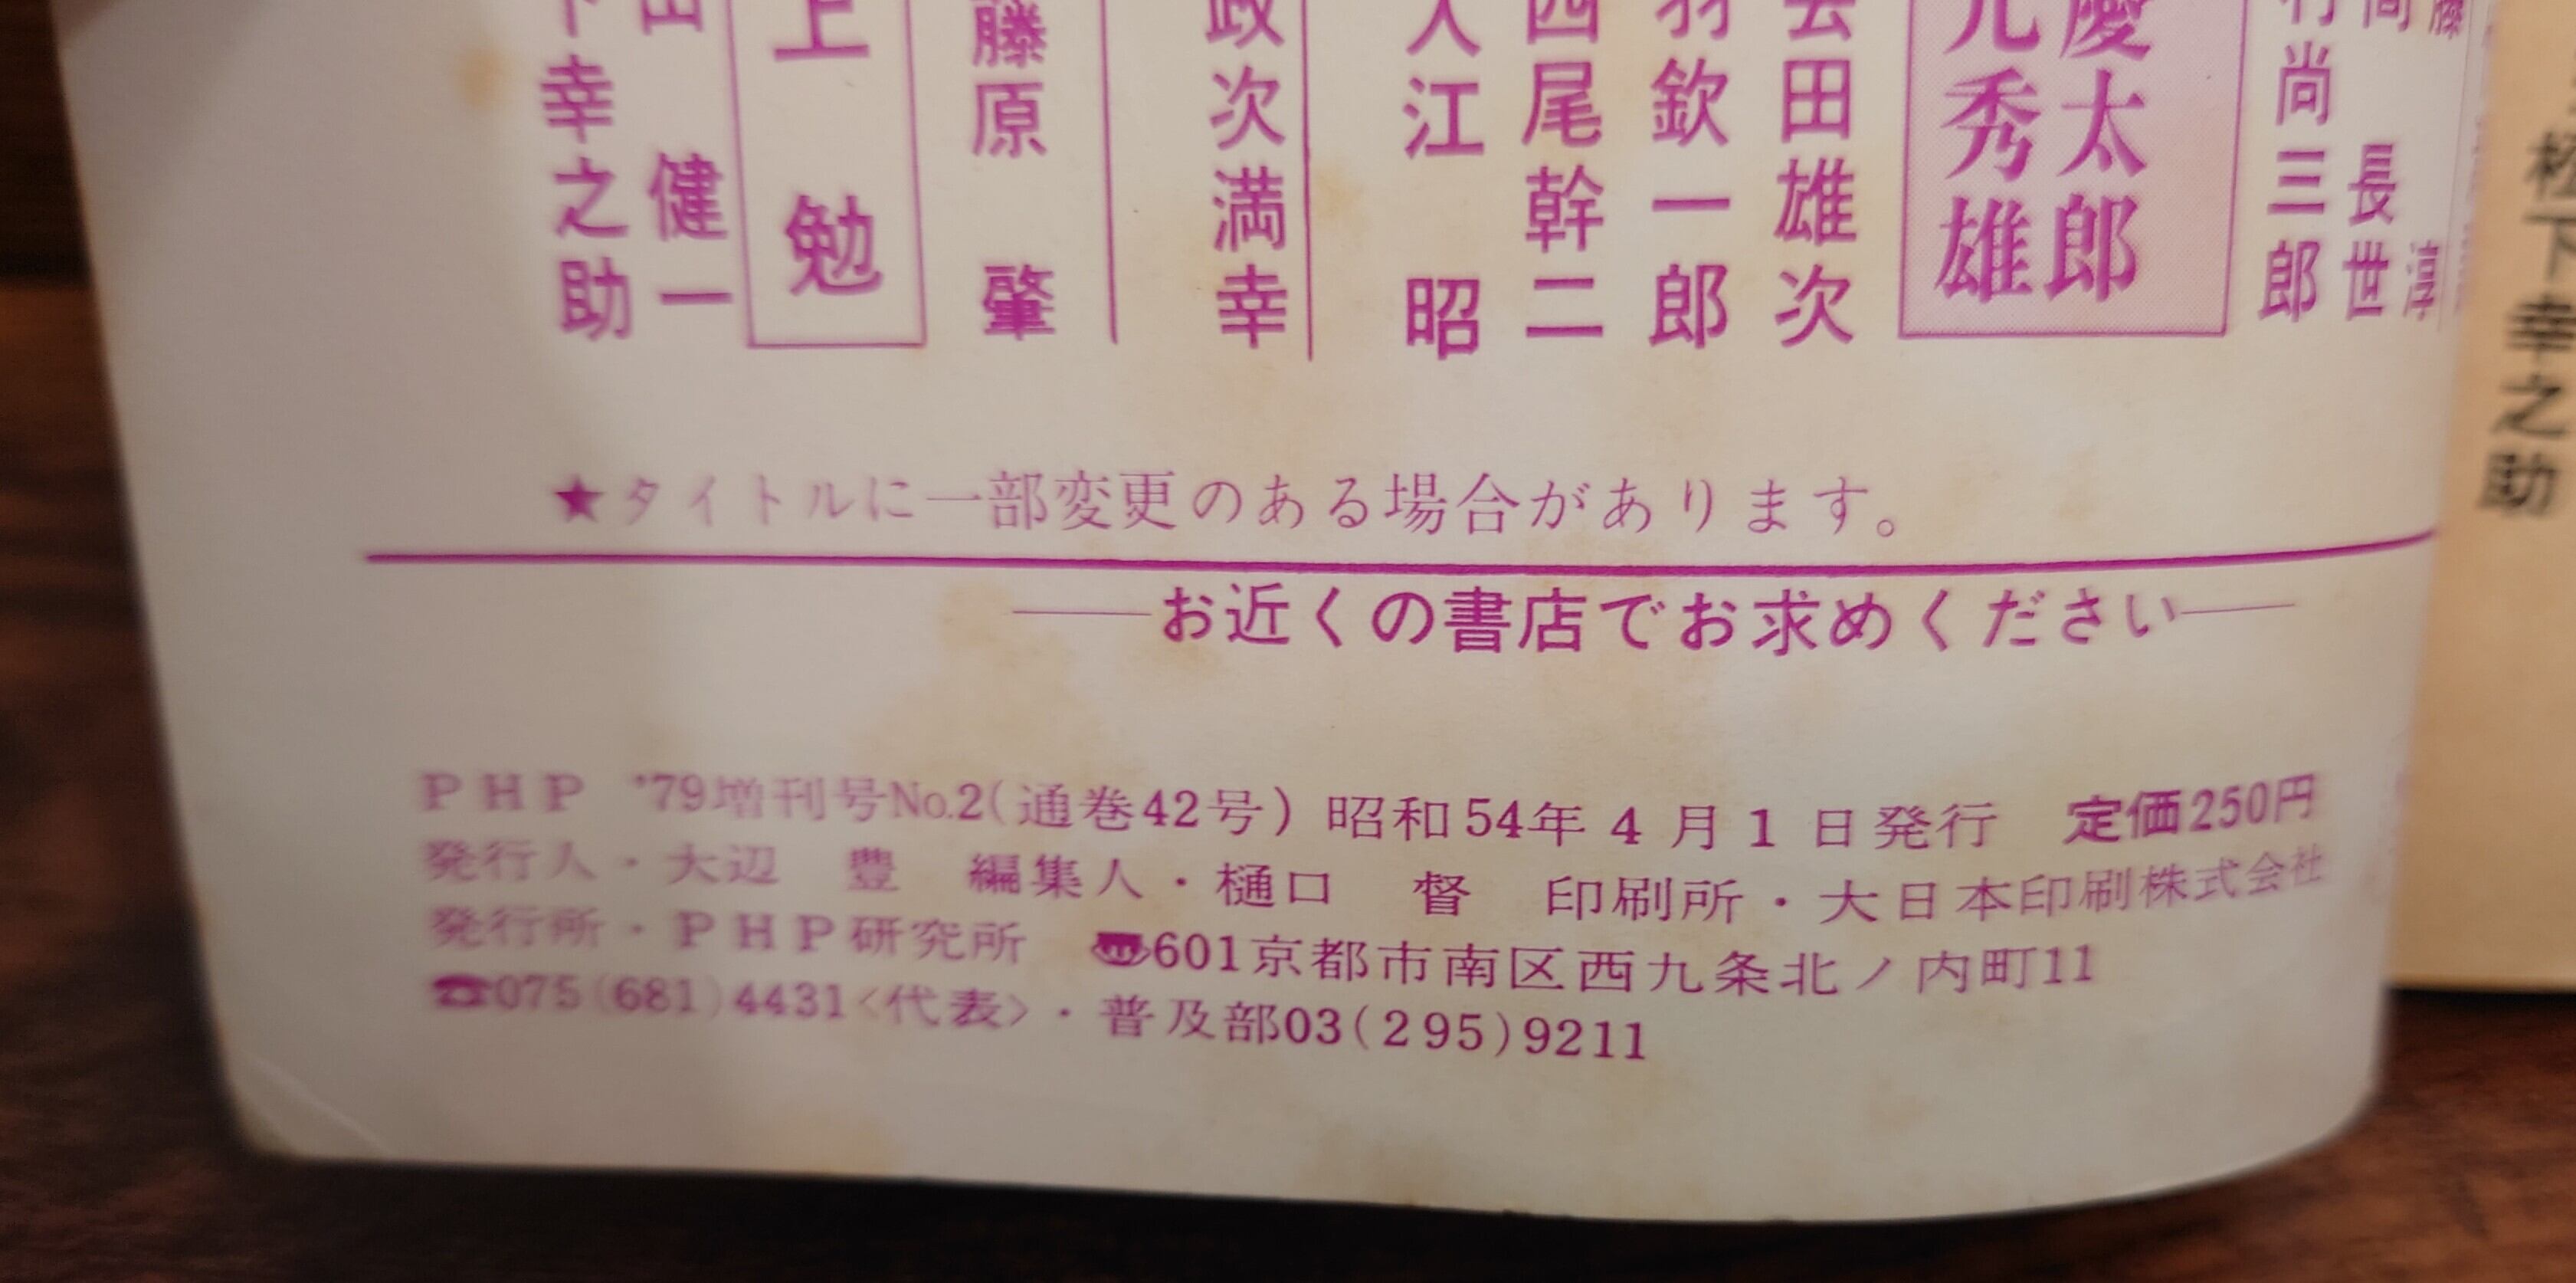 長世
尚三郎
慶太郎
秀雄
会田雄次
欽一郎
西尾幹二
入江 昭
政次満幸
藤原 肇
上 勉
健一
下幸之助
★タイトルに一部変更のある場合があります。
──お近くの書店でお求めください──
PHP '79増刊号No.2(通巻42号) 昭和54年4月1日発行 定価250円
発行人・大辺 豊 編集人・樋口 督 印刷所・大日本印刷株式会社
発行所・PHP研究所 〠601京都市南区西九条北ノ内町11
☎075(681)4431<代表>・普及部03(295)9211
松下幸之助